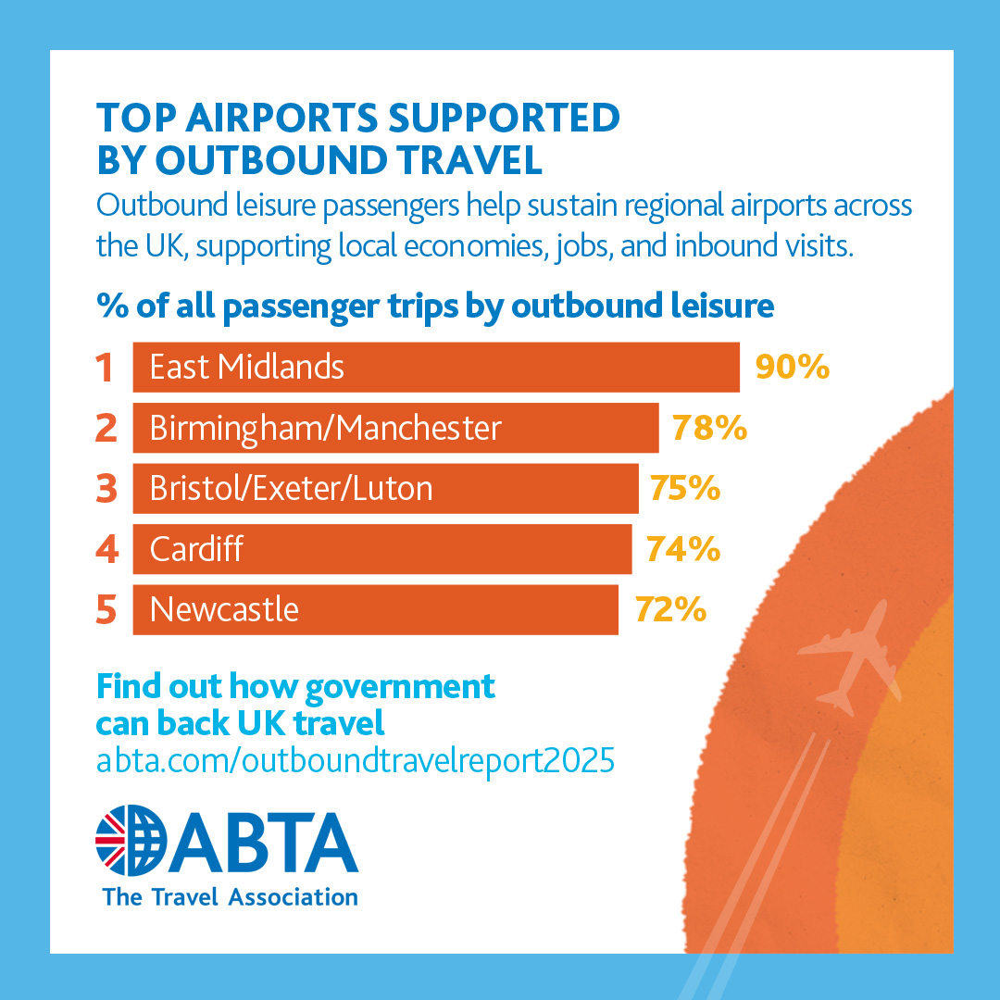 TOP AIRPORTS SUPPORTED
BY OUTBOUND TRAVEL
Outbound leisure passengers help sustain regional airports across
the UK, supporting local economies, jobs, and inbound visits.
% of all passenger trips by outbound leisure
1 East Midlands 90%
2 Birmingham/Manchester 78%
3 Bristol/Exeter/Luton 75%
4 Cardiff 74%
5 Newcastle 72%
Find out how government
can back UK travel
abta.com/outboundtravelreport2025
ABTA
The Travel Association